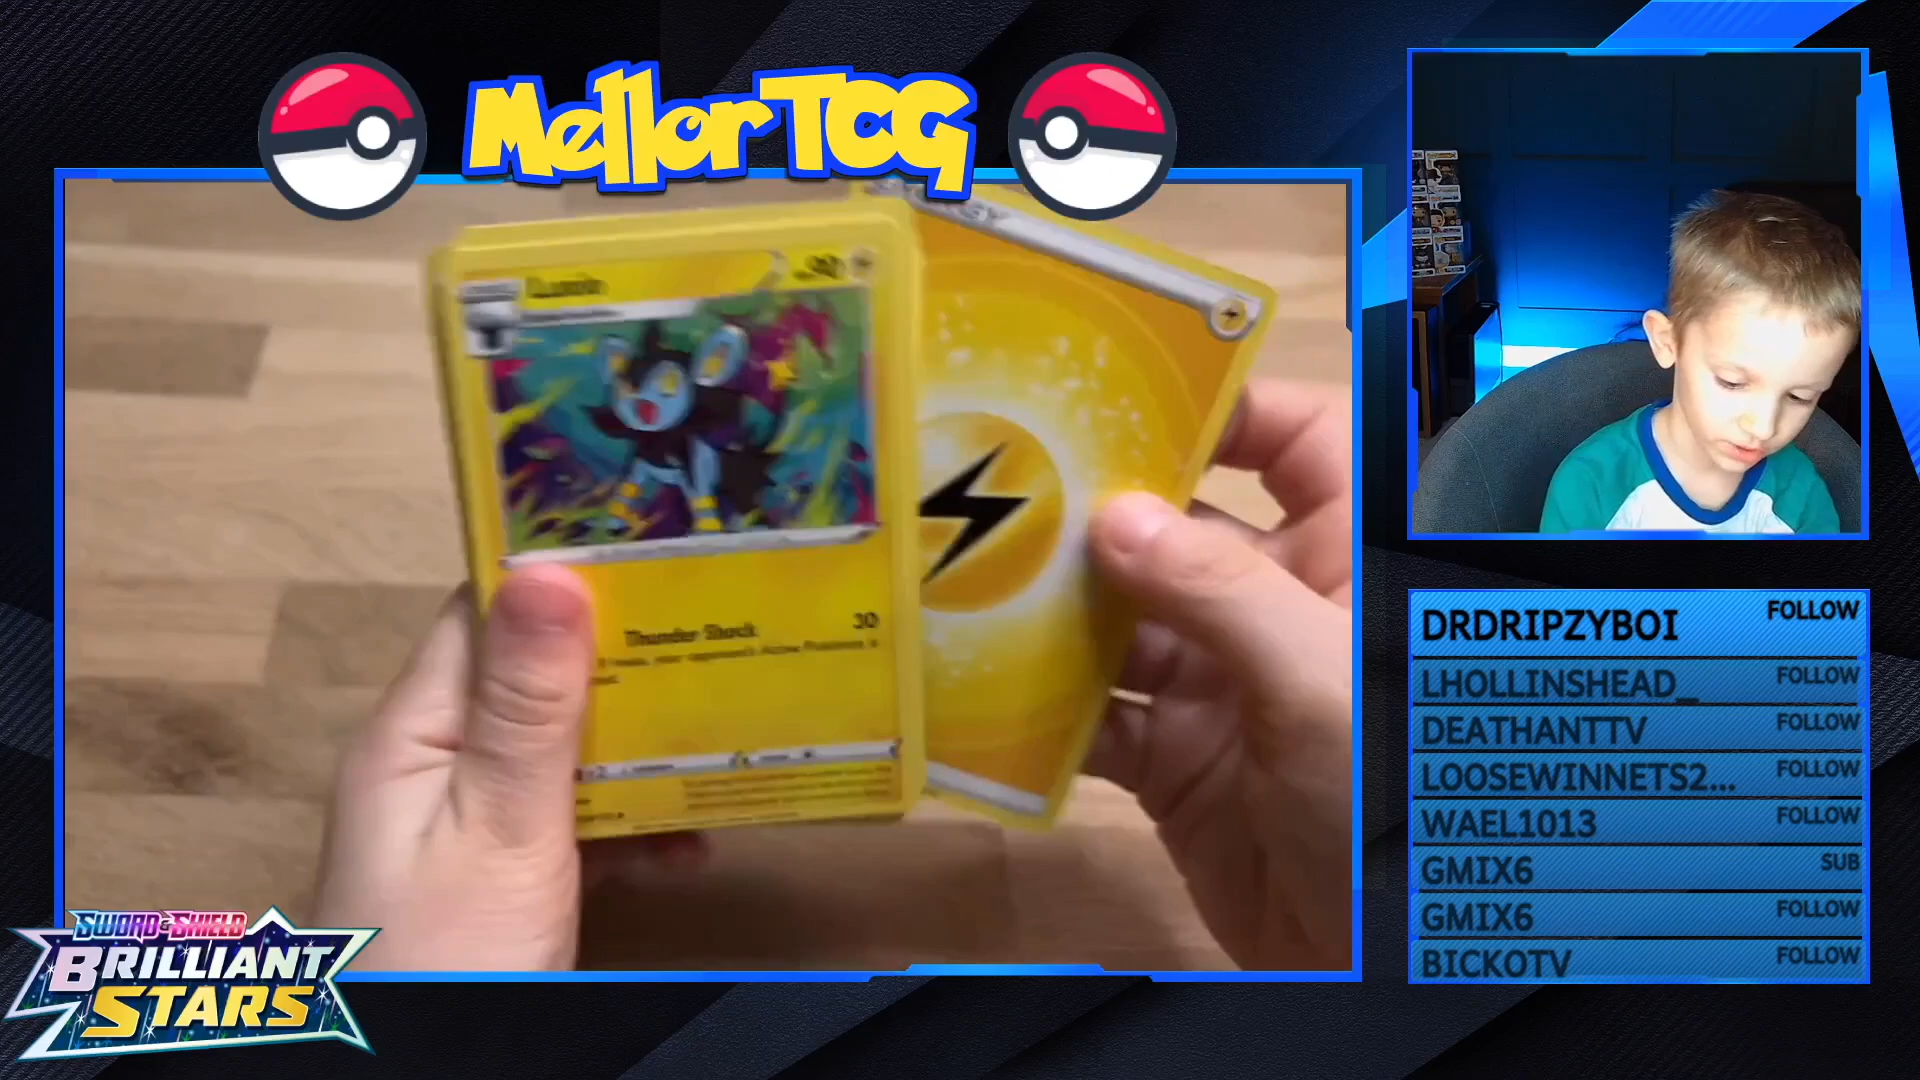 MellorTCG
90
Thunder Shock 30
SWORD & SHIELD
BRILLIANT
STARS
DRDRIPZYBOI FOLLOW
LHOLLINSHEAD_ FOLLOW
DEATHANTTV FOLLOW
LOOSEWINNETS2... FOLLOW
WAEL1013 FOLLOW
GMIX6 SUB
GMIX6 FOLLOW
BICKOTV FOLLOW